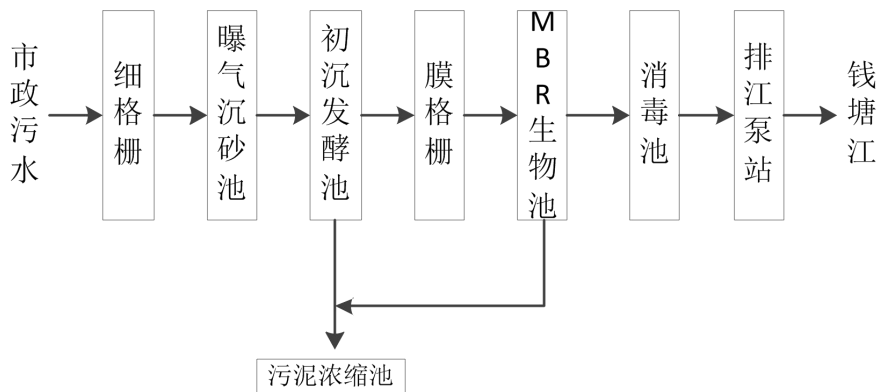 市政污水
细格栅
曝气沉砂池
初沉发酵池
膜格栅
MBR生物池
消毒池
排江泵站
钱塘江
污泥浓缩池